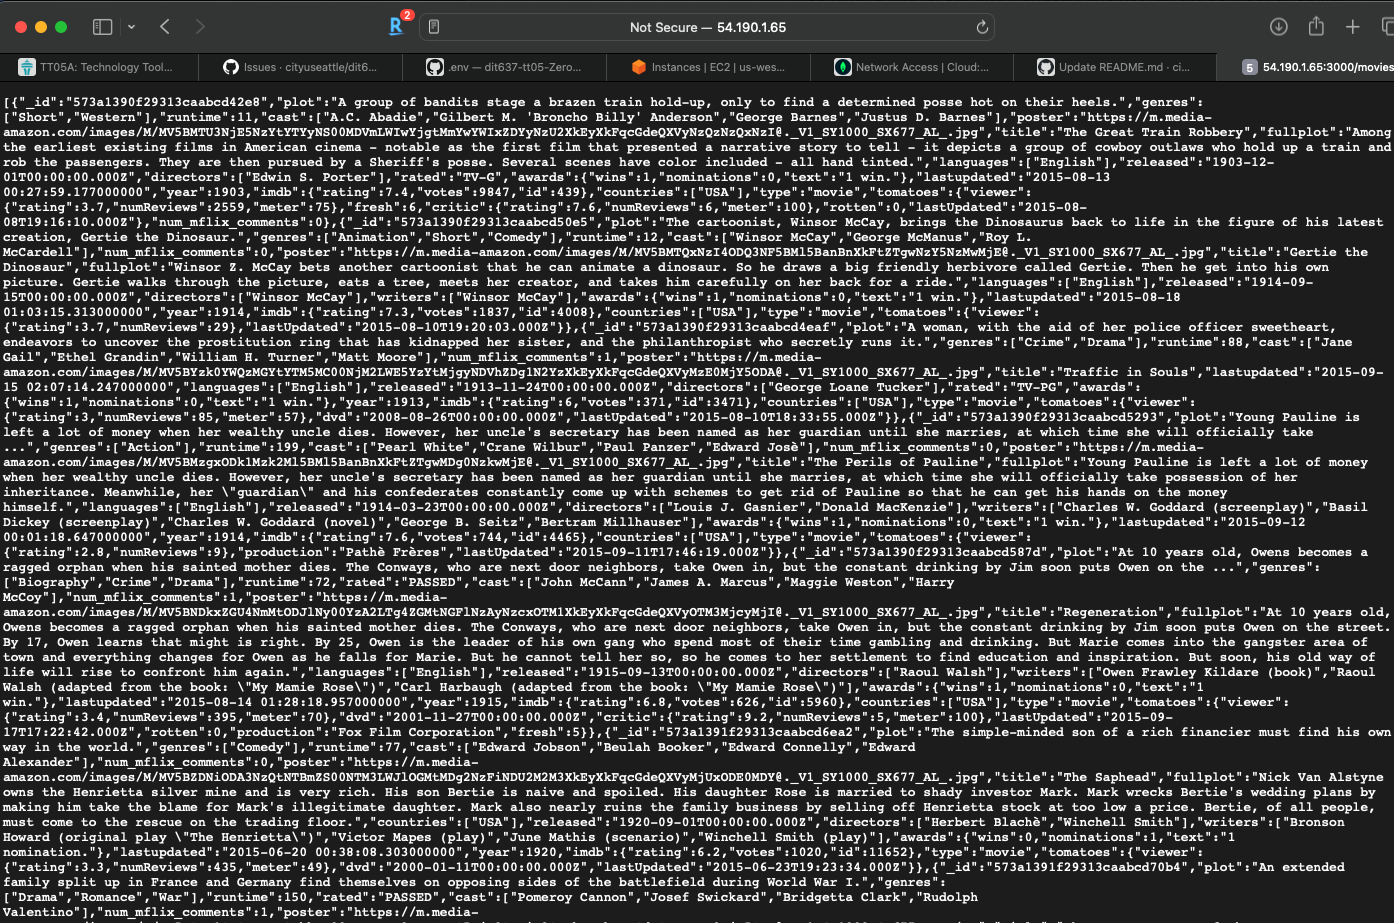 2
Not Secure — 54.190.1.65
TT05A: Technology Tool...
Issues · cityuseattle/dit6...
.env — dit637-tt05-Zero...
Instances | EC2 | us-wes...
Network Access | Cloud:...
Update README.md · ci...
5 54.190.1.65:3000/movies
[{"_id":"573a1390f29313caabcd42e8","plot":"A group of bandits stage a brazen train hold-up, only to find a determined posse hot on their heels.","genres":
["Short","Western"],"runtime":11,"cast":["A.C. Abadie","Gilbert M. 'Broncho Billy' Anderson","George Barnes","Justus D. Barnes"],"poster":"https://m.media-
amazon.com/images/M/MV5BMTU3NjE5NzYtYTYyNS00MDVmLWIwYjgtMmYwYWIxZDYyNzU2XkEyXkFqcGdeQXVyNzQzNzQxNzI@._V1_SY1000_SX677_AL_.jpg","title":"The Great Train Robbery","fullplot":"Among
the earliest existing films in American cinema - notable as the first film that presented a narrative story to tell - it depicts a group of cowboy outlaws who hold up a train and
rob the passengers. They are then pursued by a Sheriff's posse. Several scenes have color included - all hand tinted.","languages":["English"],"released":"1903-12-
01T00:00:00.000Z","directors":["Edwin S. Porter"],"rated":"TV-G","awards":{"wins":1,"nominations":0,"text":"1 win."},"lastupdated":"2015-08-13
00:27:59.177000000","year":1903,"imdb":{"rating":7.4,"votes":9847,"id":439},"countries":["USA"],"type":"movie","tomatoes":{"viewer":
{"rating":3.7,"numReviews":2559,"meter":75},"fresh":6,"critic":{"rating":7.6,"numReviews":6,"meter":100},"rotten":0,"lastUpdated":"2015-08-
08T19:16:10.000Z"},"num_mflix_comments":0},{"_id":"573a1390f29313caabcd50e5","plot":"The cartoonist, Winsor McCay, brings the Dinosaurus back to life in the figure of his latest
creation, Gertie the Dinosaur.","genres":["Animation","Short","Comedy"],"runtime":12,"cast":["Winsor McCay","George McManus","Roy L.
McCardell"],"num_mflix_comments":0,"poster":"https://m.media-amazon.com/images/M/MV5BMTQxNzI4ODQ3NF5BMl5BanBnXkFtZTgwNzY5NzMwMjE@._V1_SY1000_SX677_AL_.jpg","title":"Gertie the
Dinosaur","fullplot":"Winsor Z. McCay bets another cartoonist that he can animate a dinosaur. So he draws a big friendly herbivore called Gertie. Then he get into his own
picture. Gertie walks through the picture, eats a tree, meets her creator, and takes him carefully on her back for a ride.","languages":["English"],"released":"1914-09-
15T00:00:00.000Z","directors":["Winsor McCay"],"writers":["Winsor McCay"],"awards":{"wins":1,"nominations":0,"text":"1 win."},"lastupdated":"2015-08-18
01:03:15.313000000","year":1914,"imdb":{"rating":7.3,"votes":1837,"id":4008},"countries":["USA"],"type":"movie","tomatoes":{"viewer":
{"rating":3.7,"numReviews":29},"lastUpdated":"2015-08-10T19:20:03.000Z"}},{"_id":"573a1390f29313caabcd4eaf","plot":"A woman, with the aid of her police officer sweetheart,
endeavors to uncover the prostitution ring that has kidnapped her sister, and the philanthropist who secretly runs it.","genres":["Crime","Drama"],"runtime":88,"cast":["Jane
Gail","Ethel Grandin","William H. Turner","Matt Moore"],"num_mflix_comments":1,"poster":"https://m.media-
amazon.com/images/M/MV5BYzk0YWQzMGYtYTM5MC00NjM2LWE5YzYtMjgyNDVhZDg1N2YzXkEyXkFqcGdeQXVyMzE0MjY5ODA@._V1_SY1000_SX677_AL_.jpg","title":"Traffic in Souls","lastupdated":"2015-09-
15 02:07:14.247000000","languages":["English"],"released":"1913-11-24T00:00:00.000Z","directors":["George Loane Tucker"],"rated":"TV-PG","awards":
{"wins":1,"nominations":0,"text":"1 win."},"year":1913,"imdb":{"rating":6,"votes":371,"id":3471},"countries":["USA"],"type":"movie","tomatoes":{"viewer":
{"rating":3,"numReviews":85,"meter":57},"dvd":"2008-08-26T00:00:00.000Z","lastUpdated":"2015-08-10T18:33:55.000Z"}},{"_id":"573a1390f29313caabcd5293","plot":"Young Pauline is
left a lot of money when her wealthy uncle dies. However, her uncle's secretary has been named as her guardian until she marries, at which time she will officially take
...","genres":["Action"],"runtime":199,"cast":["Pearl White","Crane Wilbur","Paul Panzer","Edward Josè"],"num_mflix_comments":0,"poster":"https://m.media-
amazon.com/images/M/MV5BMzgxODk1Mzk2Ml5BMl5BanBnXkFtZTgwMDg0NzkwMjE@._V1_SY1000_SX677_AL_.jpg","title":"The Perils of Pauline","fullplot":"Young Pauline is left a lot of money
when her wealthy uncle dies. However, her uncle's secretary has been named as her guardian until she marries, at which time she will officially take possession of her
inheritance. Meanwhile, her \"guardian\" and his confederates constantly come up with schemes to get rid of Pauline so that he can get his hands on the money
himself.","languages":["English"],"released":"1914-03-23T00:00:00.000Z","directors":["Louis J. Gasnier","Donald MacKenzie"],"writers":["Charles W. Goddard (screenplay)","Basil
Dickey (screenplay)","Charles W. Goddard (novel)","George B. Seitz","Bertram Millhauser"],"awards":{"wins":1,"nominations":0,"text":"1 win."},"lastupdated":"2015-09-12
00:01:18.647000000","year":1914,"imdb":{"rating":7.6,"votes":744,"id":4465},"countries":["USA"],"type":"movie","tomatoes":{"viewer":
{"rating":2.8,"numReviews":9},"production":"Pathè Frères","lastUpdated":"2015-09-11T17:46:19.000Z"}},{"_id":"573a1390f29313caabcd587d","plot":"At 10 years old, Owens becomes a
ragged orphan when his sainted mother dies. The Conways, who are next door neighbors, take Owen in, but the constant drinking by Jim soon puts Owen on the ...","genres":
["Biography","Crime","Drama"],"runtime":72,"rated":"PASSED","cast":["John McCann","James A. Marcus","Maggie Weston","Harry
McCoy"],"num_mflix_comments":1,"poster":"https://m.media-
amazon.com/images/M/MV5BNDkxZGU4NmMtODJlNy00YzA2LTg4ZGMtNGFlNzAyNzcxOTM1XkEyXkFqcGdeQXVyOTM3MjcyMjI@._V1_SY1000_SX677_AL_.jpg","title":"Regeneration","fullplot":"At 10 years old,
Owens becomes a ragged orphan when his sainted mother dies. The Conways, who are next door neighbors, take Owen in, but the constant drinking by Jim soon puts Owen on the street.
By 17, Owen learns that might is right. By 25, Owen is the leader of his own gang who spend most of their time gambling and drinking. But Marie comes into the gangster area of
town and everything changes for Owen as he falls for Marie. But he cannot tell her so, so he comes to her settlement to find education and inspiration. But soon, his old way of
life will rise to confront him again.","languages":["English"],"released":"1915-09-13T00:00:00.000Z","directors":["Raoul Walsh"],"writers":["Owen Frawley Kildare (book)","Raoul
Walsh (adapted from the book: \"My Mamie Rose\")","Carl Harbaugh (adapted from the book: \"My Mamie Rose\")"],"awards":{"wins":1,"nominations":0,"text":"1
win."},"lastupdated":"2015-08-14 01:28:18.957000000","year":1915,"imdb":{"rating":6.8,"votes":626,"id":5960},"countries":["USA"],"type":"movie","tomatoes":{"viewer":
{"rating":3.4,"numReviews":395,"meter":70},"dvd":"2001-11-27T00:00:00.000Z","critic":{"rating":9.2,"numReviews":5,"meter":100},"lastUpdated":"2015-09-
17T17:22:42.000Z","rotten":0,"production":"Fox Film Corporation","fresh":5}},{"_id":"573a1391f29313caabcd6ea2","plot":"The simple-minded son of a rich financier must find his own
way in the world.","genres":["Comedy"],"runtime":77,"cast":["Edward Jobson","Beulah Booker","Edward Connelly","Edward
Alexander"],"num_mflix_comments":0,"poster":"https://m.media-
amazon.com/images/M/MV5BZDNiODA3NzQtNTBmZS00NTM3LWJlOGMtMDg2NzFiNDU2M2M3XkEyXkFqcGdeQXVyMjUxODE0MDY@._V1_SY1000_SX677_AL_.jpg","title":"The Saphead","fullplot":"Nick Van Alstyne
owns the Henrietta silver mine and is very rich. His son Bertie is naive and spoiled. His daughter Rose is married to shady investor Mark. Mark wrecks Bertie's wedding plans by
making him take the blame for Mark's illegitimate daughter. Mark also nearly ruins the family business by selling off Henrietta stock at too low a price. Bertie, of all people,
must come to the rescue on the trading floor.","countries":["USA"],"released":"1920-09-01T00:00:00.000Z","directors":["Herbert Blachè","Winchell Smith"],"writers":["Bronson
Howard (original play \"The Henrietta\")","Victor Mapes (play)","June Mathis (scenario)","Winchell Smith (play)"],"awards":{"wins":0,"nominations":1,"text":"1
nomination."},"lastupdated":"2015-06-20 00:38:08.303000000","year":1920,"imdb":{"rating":6.2,"votes":1020,"id":11652},"type":"movie","tomatoes":{"viewer":
{"rating":3.3,"numReviews":435,"meter":49},"dvd":"2000-01-11T00:00:00.000Z","lastUpdated":"2015-06-23T19:23:34.000Z"}},{"_id":"573a1391f29313caabcd70b4","plot":"An extended
family split up in France and Germany find themselves on opposing sides of the battlefield during World War I.","genres":
["Drama","Romance","War"],"runtime":150,"rated":"PASSED","cast":["Pomeroy Cannon","Josef Swickard","Bridgetta Clark","Rudolph
Valentino"],"num_mflix_comments":1,"poster":"https://m.media-